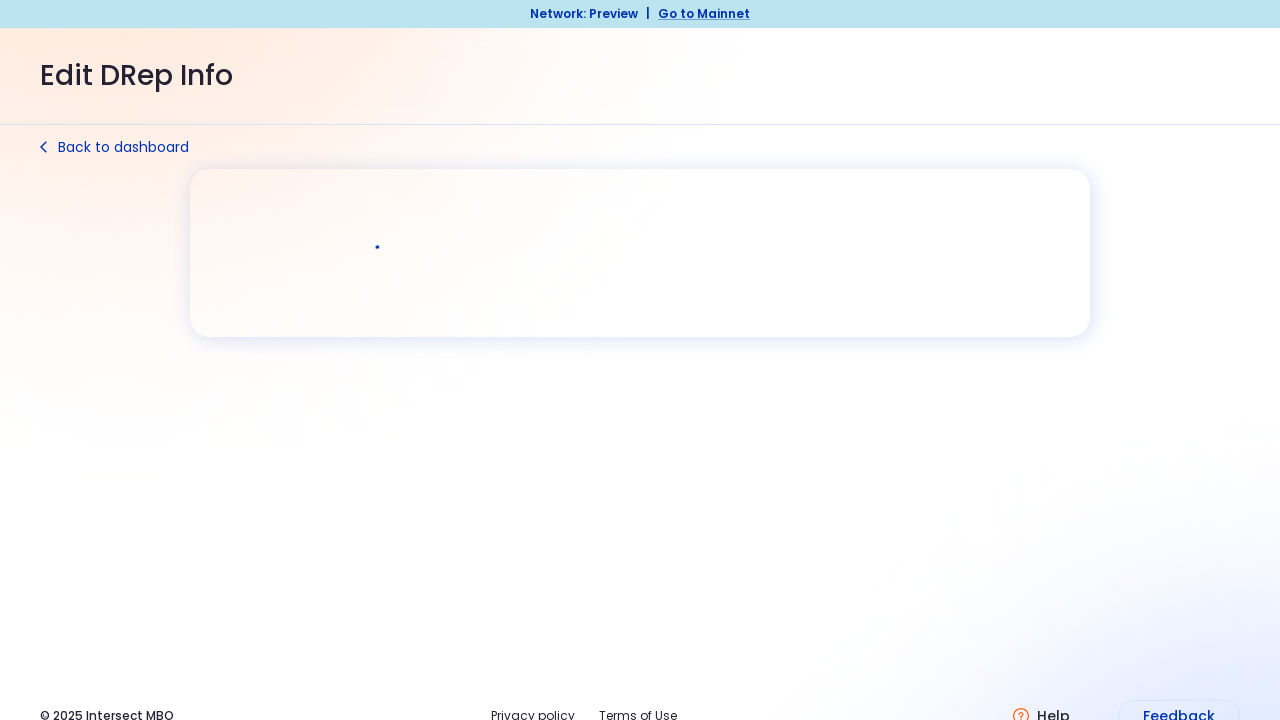 Network: Preview | Go to Mainnet
Edit DRep Info
Back to dashboard
© 2025 Intersect MBO
Privacy policy
Terms of Use
Help
Feedback